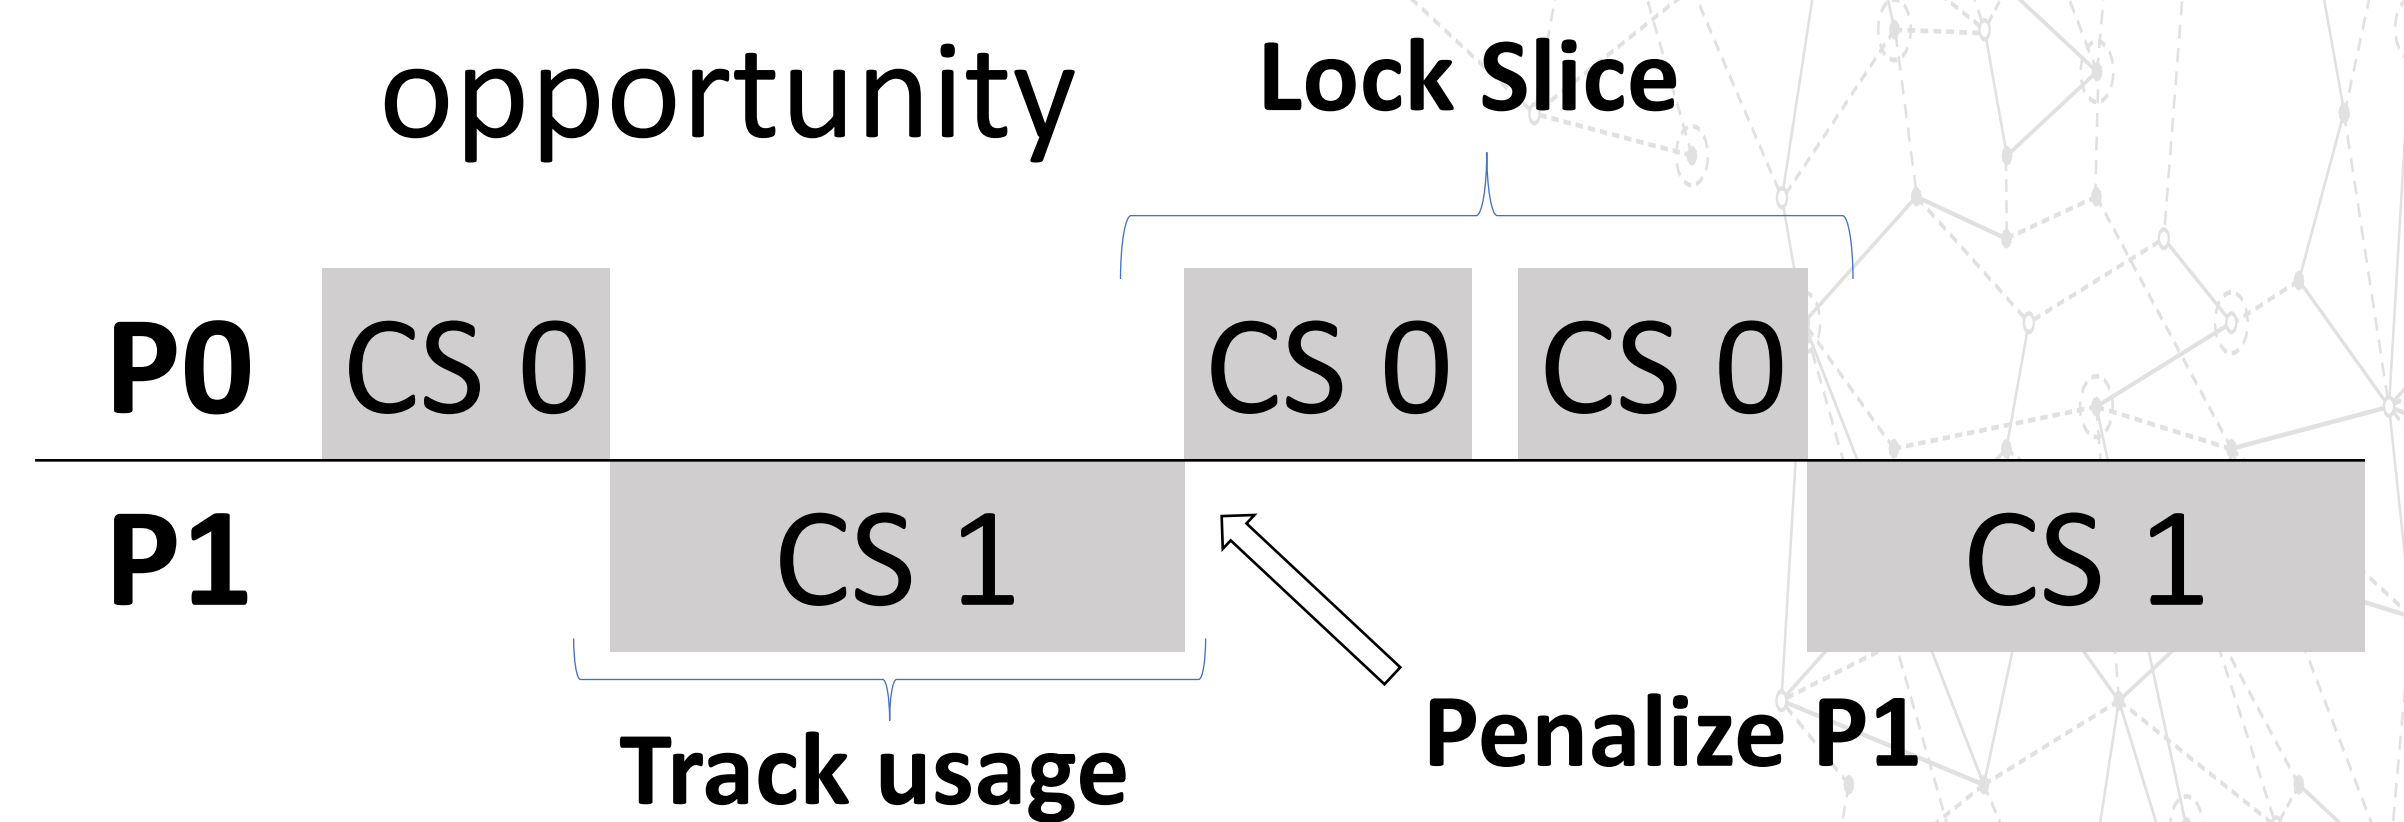 opportunity
Lock Slice
P0 CS 0 CS 0 CS 0
P1 CS 1 CS 1
Penalize P1
Track usage